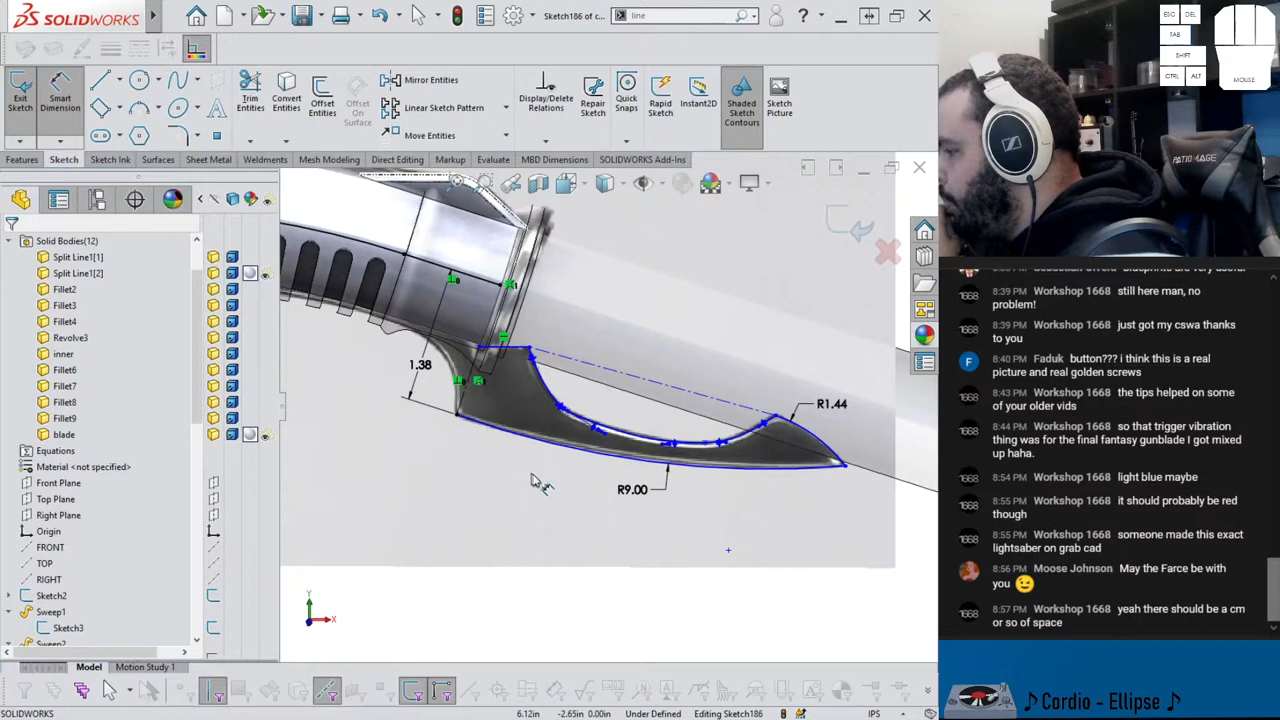 SOLIDWORKS
Sketch186 of c...
line
ESC
DEL
TAB
SHIFT
CTRL
ALT
MOUSE
Exit Sketch
Smart Dimension
Trim Entities
Convert Entities
Offset Entities
Offset On Surface
Mirror Entities
Linear Sketch Pattern
Move Entities
Display/Delete Relations
Repair Sketch
Quick Snaps
Rapid Sketch
Instant2D
Shaded Sketch Contours
Sketch Picture
Features
Sketch
Sketch Ink
Surfaces
Sheet Metal
Weldments
Mesh Modeling
Direct Editing
Markup
Evaluate
MBD Dimensions
SOLIDWORKS Add-Ins
PATIOMAGE
Solid Bodies(12)
Split Line1[1]
Split Line1[2]
Fillet2
Fillet3
Fillet4
Revolve3
inner
Fillet6
Fillet7
Fillet8
Fillet9
blade
Equations
Material <not specified>
Front Plane
Top Plane
Right Plane
Origin
FRONT
TOP
RIGHT
Sketch2
Sweep1
Sketch3
1.38
R1.44
R9.00
Y
X
8:39 PM Workshop 1668 still here man, no
problem!
8:39 PM Workshop 1668 just got my cswa thanks
to you
8:40 PM Faduk button??? i think this is a real
picture and real golden screws
8:43 PM Workshop 1668 the tips helped on some
of your older vids
8:44 PM Workshop 1668 so that trigger vibration
thing was for the final fantasy gunblade I got mixed
up haha.
8:54 PM Workshop 1668 light blue maybe
8:55 PM Workshop 1668 it should probably be red
though
8:55 PM Workshop 1668 someone made this exact
lightsaber on grab cad
8:56 PM Moose Johnson May the Farce be with
you 😉
8:57 PM Workshop 1668 yeah there should be a cm
or so of space
Model
Motion Study 1
SOLIDWORKS
6.12in
-2.65in
0.00in
Under Defined
Editing Sketch186
IPS
♪ Cordio - Ellipse ♪